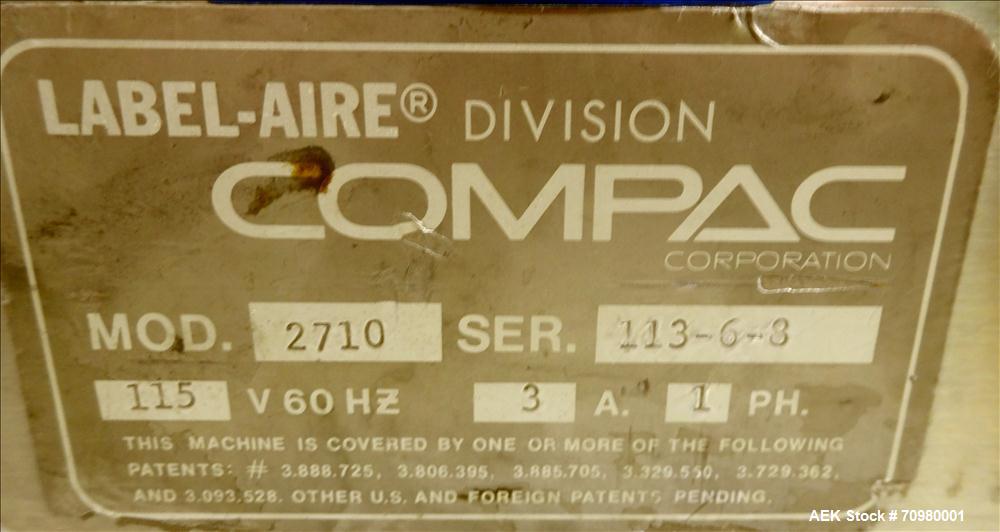 LABEL-AIRE® DIVISION
COMPAC
CORPORATION
MOD. 2710 SER. 113-6-8
115 V 60 HZ 3 A. 1 PH.
THIS MACHINE IS COVERED BY ONE OR MORE OF THE FOLLOWING
PATENTS: # 3.888.725, 3.806.395, 3.885.705, 3.329.550, 3.729.362,
AND 3.093.528. OTHER U.S. AND FOREIGN PATENTS PENDING.
AEK Stock # 70980001